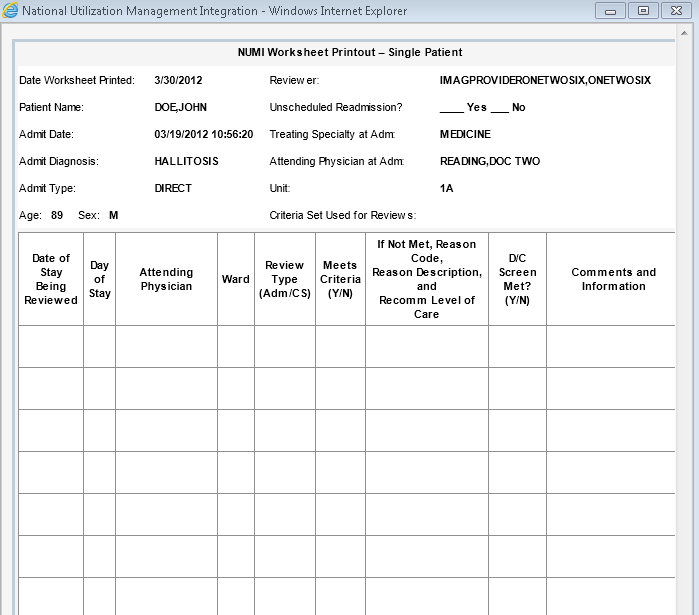 National Utilization Management Integration - Windows Internet Explorer
NUMI Worksheet Printout – Single Patient
Date Worksheet Printed: 3/30/2012 Reviewer: IMAGPROVIDERONETWOSIX,ONETWOSIX
Patient Name: DOE,JOHN Unscheduled Readmission? ____ Yes ___ No
Admit Date: 03/19/2012 10:56:20 Treating Specialty at Adm: MEDICINE
Admit Diagnosis: HALLITOSIS Attending Physician at Adm: READING,DOC TWO
Admit Type: DIRECT Unit: 1A
Age: 89 Sex: M Criteria Set Used for Reviews:
Date of
Stay
Being
Reviewed
Day
of
Stay
Attending
Physician
Ward
Review
Type
(Adm/CS)
Meets
Criteria
(Y/N)
If Not Met, Reason
Code,
Reason Description,
and
Recomm Level of
Care
D/C
Screen
Met?
(Y/N)
Comments and
Information